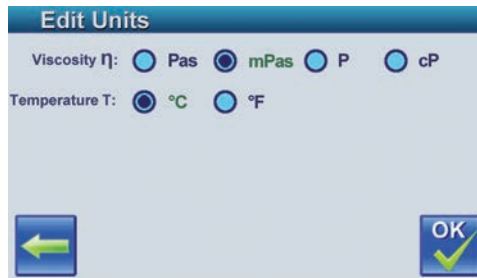 Edit Units
Viscosity η: Pas mPas P cP
Temperature T: °C °F
OK